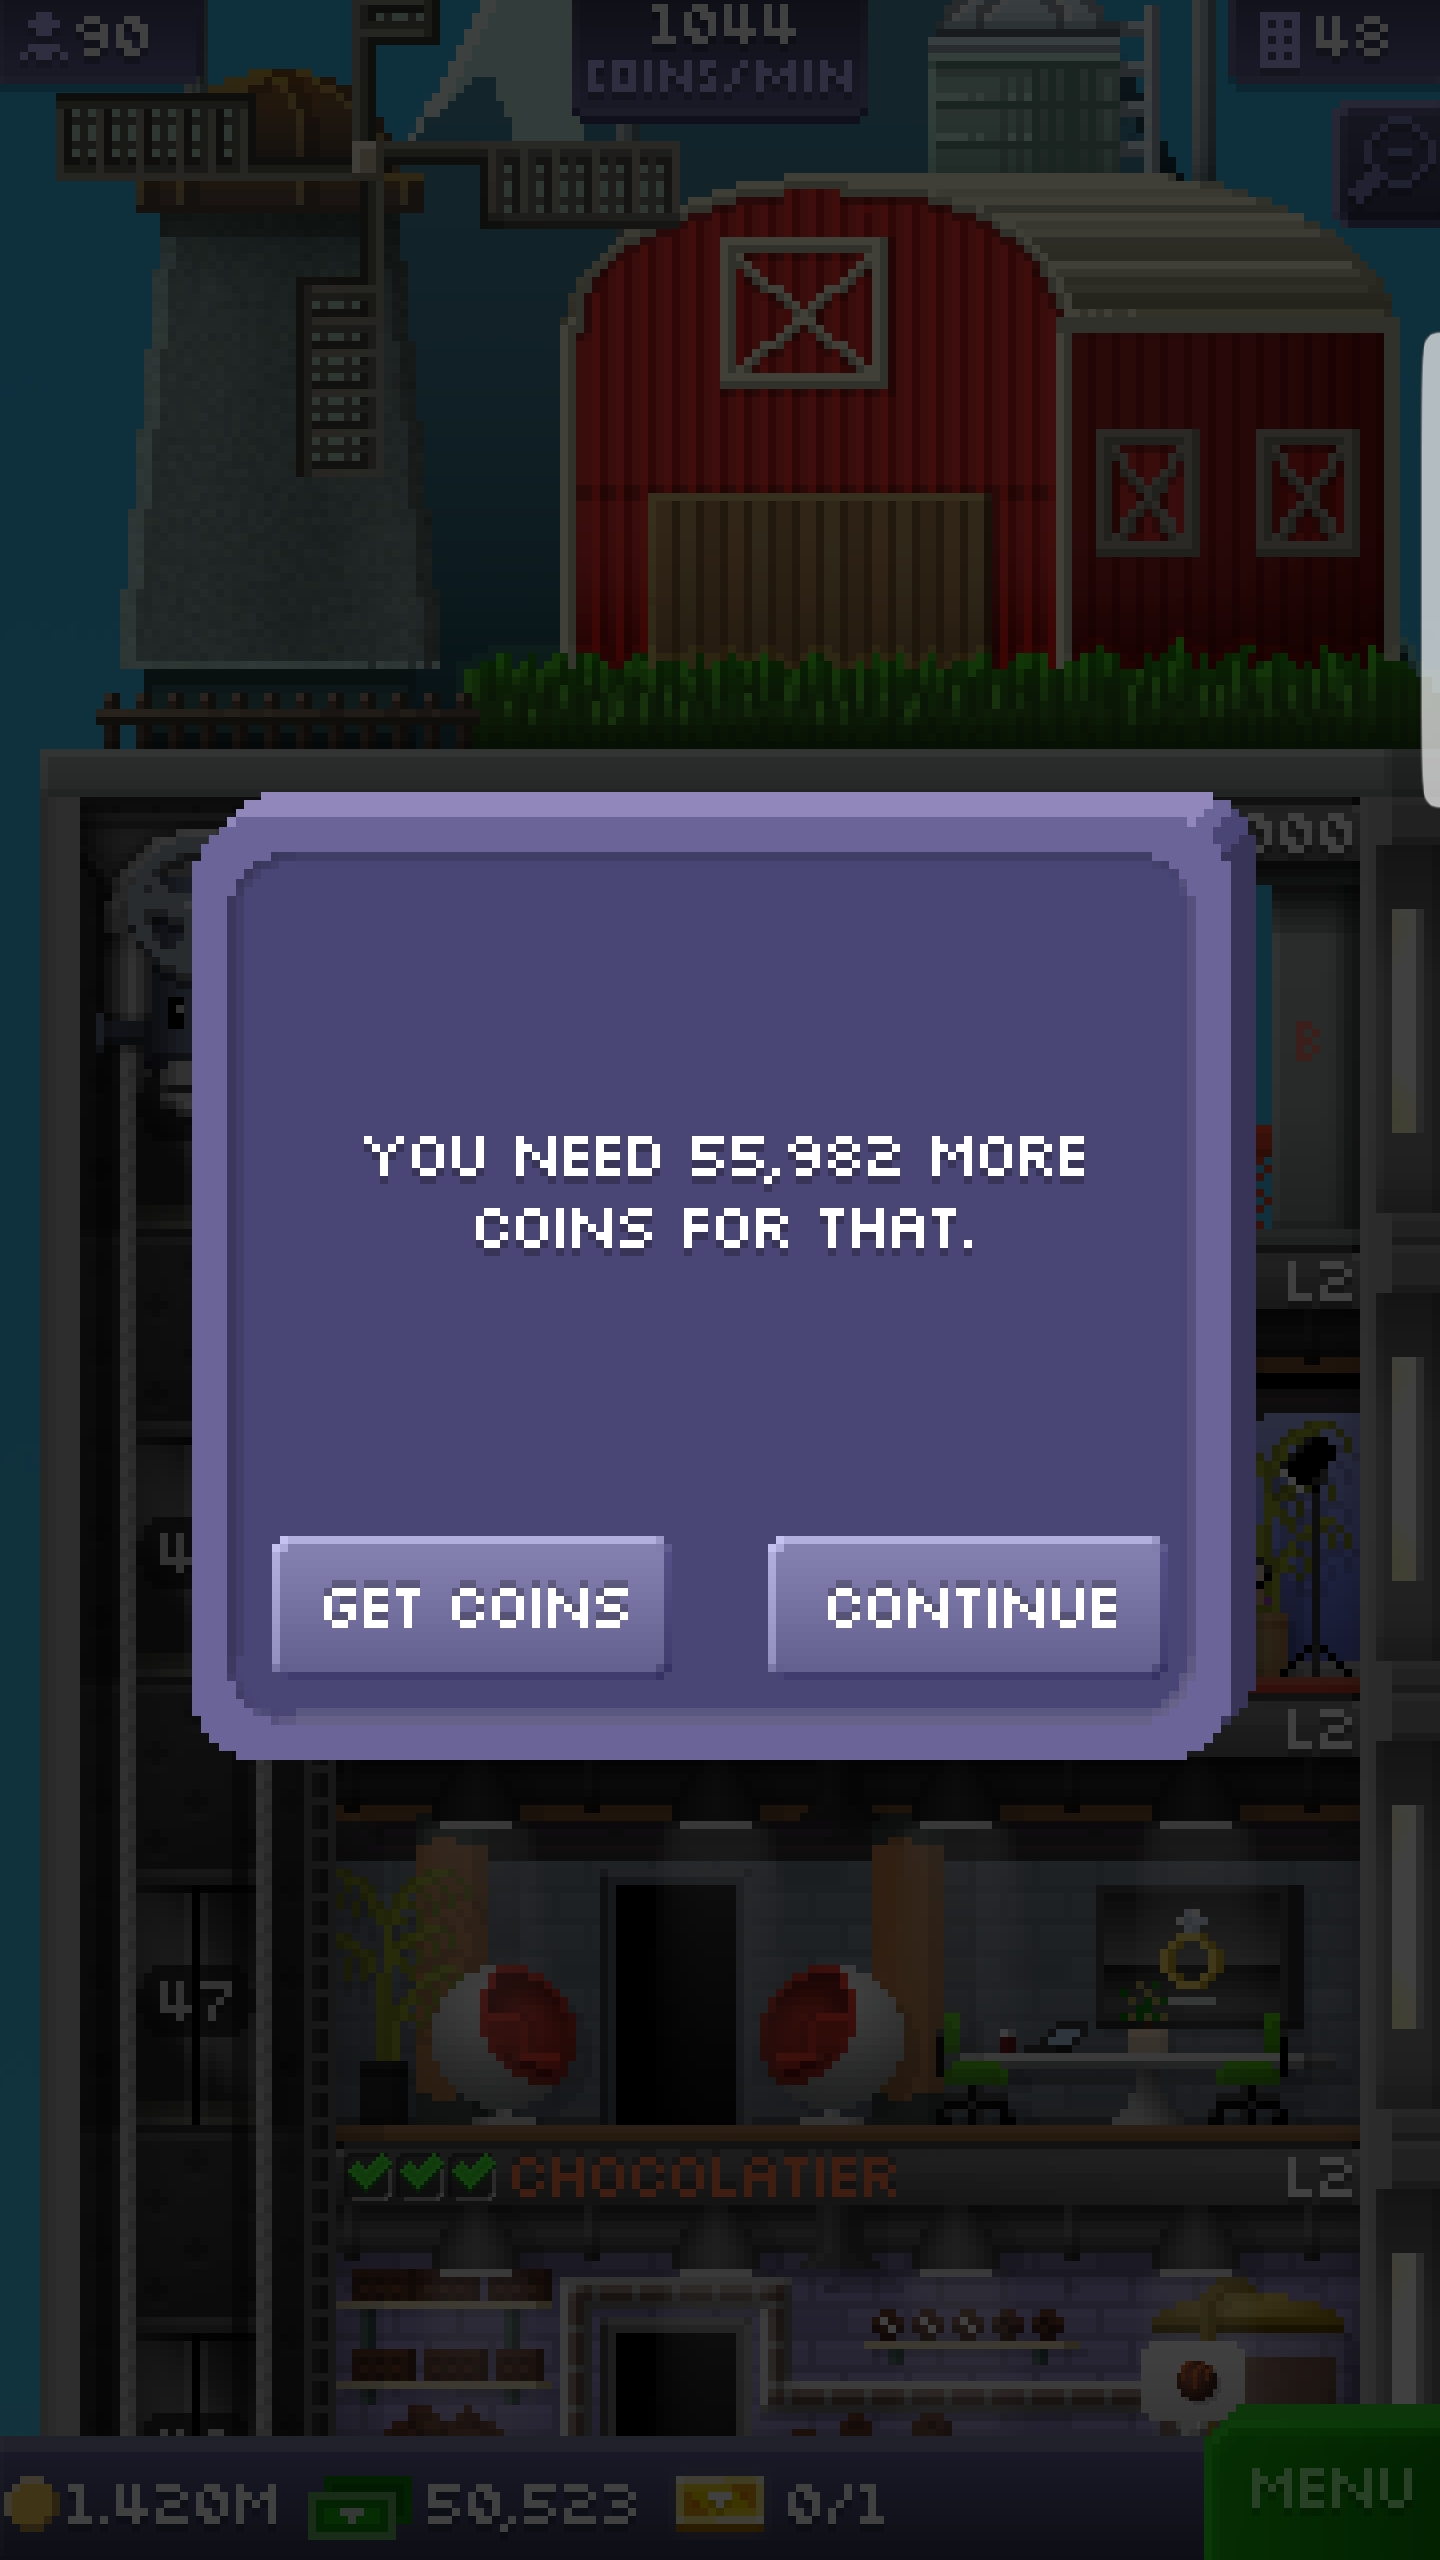 90
1044
COINS/MIN
48
000
B
L2
YOU NEED 55,982 MORE
COINS FOR THAT.
GET COINS
CONTINUE
L2
47
CHOCOLATIER
L2
1.420M
50,523
0/1
MENU